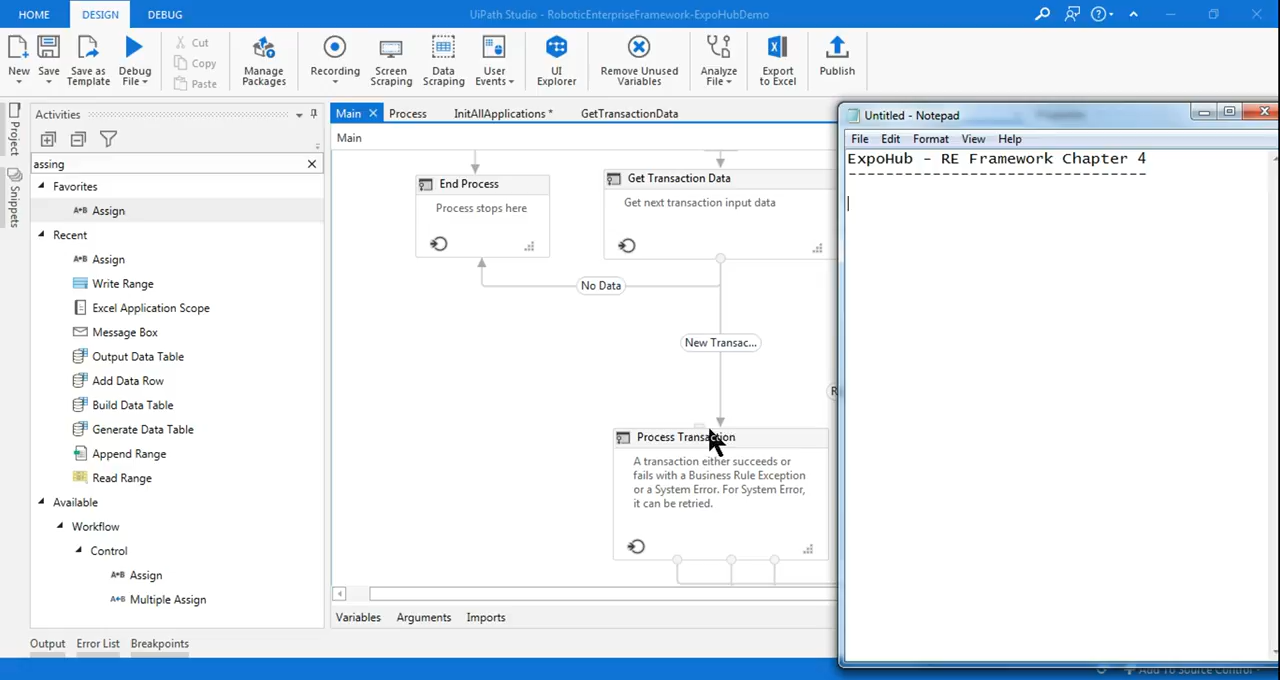 HOME DESIGN DEBUG UiPath Studio - RoboticEnterpriseFramework-ExpoHubDemo
New Save Save as Template Debug File Cut Copy Paste Manage Packages Recording Screen Scraping Data Scraping User Events UI Explorer Remove Unused Variables Analyze File Export to Excel Publish
Project
Snippets
Activities
assing
Favorites
Assign
Recent
Assign
Write Range
Excel Application Scope
Message Box
Output Data Table
Add Data Row
Build Data Table
Generate Data Table
Append Range
Read Range
Available
Workflow
Control
Assign
Multiple Assign
Output Error List Breakpoints
Main Process InitAllApplications * GetTransactionData
Main
End Process
Process stops here
Get Transaction Data
Get next transaction input data
No Data
New Transac...
R
Process Transaction
A transaction either succeeds or
fails with a Business Rule Exception
or a System Error. For System Error,
it can be retried.
Variables Arguments Imports
Untitled - Notepad
File Edit Format View Help
ExpoHub - RE Framework Chapter 4
--------------------------------
Add to Source Control